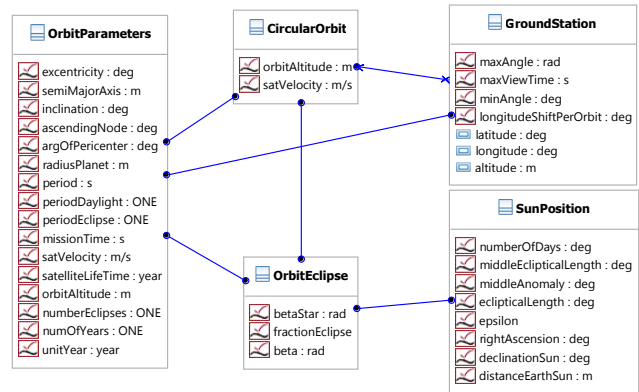 OrbitParameters
excentricity : deg
semiMajorAxis : m
inclination : deg
ascendingNode : deg
argOfPericenter : deg
radiusPlanet : m
period : s
periodDaylight : ONE
periodEclipse : ONE
missionTime : s
satVelocity : m/s
satelliteLifeTime : year
orbitAltitude : m
numberEclipses : ONE
numOfYears : ONE
unitYear : year
CircularOrbit
orbitAltitude : m
satVelocity : m/s
GroundStation
maxAngle : rad
maxViewTime : s
minAngle : deg
longitudeShiftPerOrbit : deg
latitude : deg
longitude : deg
altitude : m
OrbitEclipse
betaStar : rad
fractionEclipse
beta : rad
SunPosition
numberOfDays : deg
middleEclipticalLength : deg
middleAnomaly : deg
eclipticalLength : deg
epsilon
rightAscension : deg
declinationSun : deg
distanceEarthSun : m